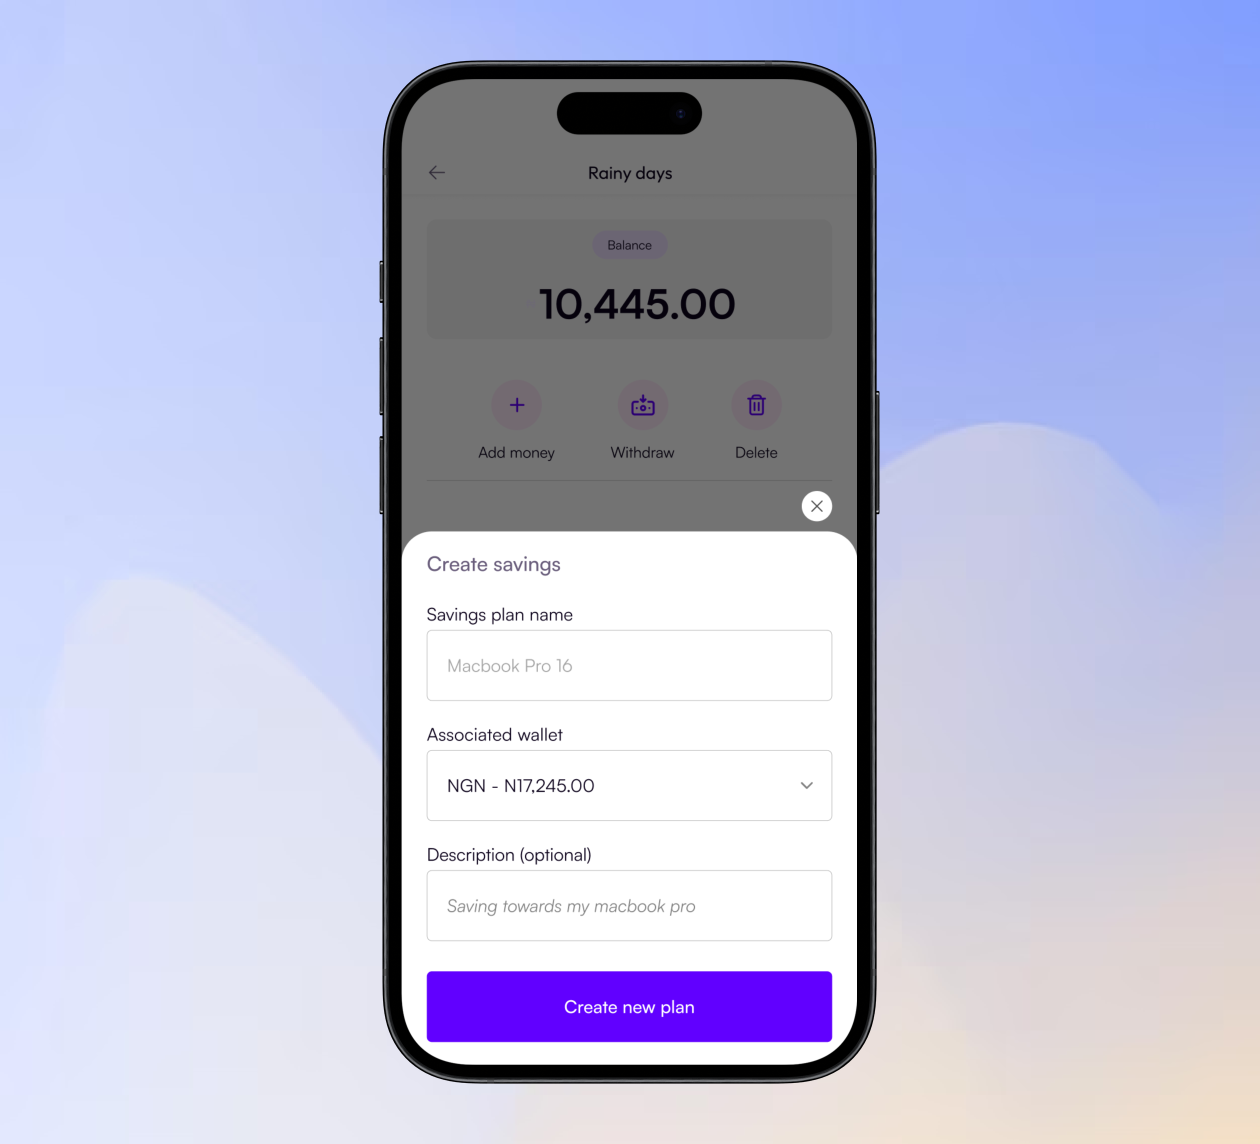 Rainy days
Balance
10,445.00
Add money Withdraw Delete
Create savings
Savings plan name
Macbook Pro 16
Associated wallet
NGN - N17,245.00
Description (optional)
Saving towards my macbook pro
Create new plan